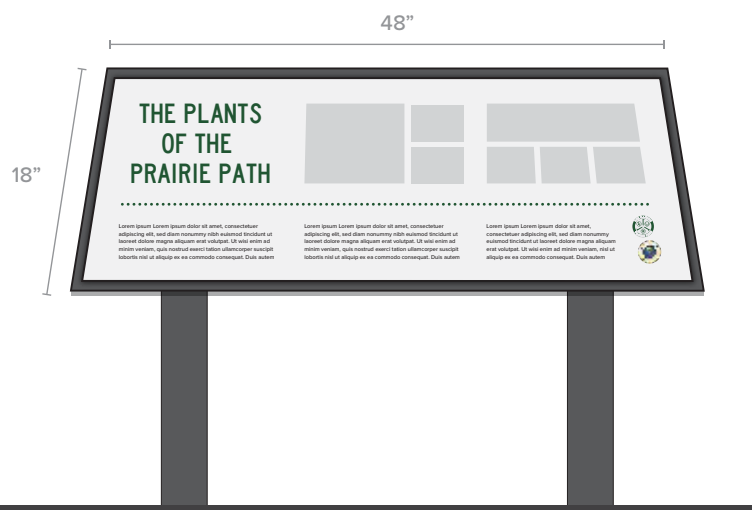 48”
18”
THE PLANTS
OF THE
PRAIRIE PATH
Lorem ipsum Lorem ipsum dolor sit amet, consectetuer
adipiscing elit, sed diam nonummy nibh euismod tincidunt ut
laoreet dolore magna aliquam erat volutpat. Ut wisi enim ad
minim veniam, quis nostrud exerci tation ullamcorper suscipit
lobortis nisl ut aliquip ex ea commodo consequat. Duis autem
Lorem ipsum Lorem ipsum dolor sit amet, consectetuer
adipiscing elit, sed diam nonummy nibh euismod tincidunt ut
laoreet dolore magna aliquam erat volutpat. Ut wisi enim ad
minim veniam, quis nostrud exerci tation ullamcorper suscipit
lobortis nisl ut aliquip ex ea commodo consequat. Duis autem
Lorem ipsum Lorem ipsum dolor sit amet,
consectetuer adipiscing elit, sed diam nonummy
euismod tincidunt ut laoreet dolore magna aliquam
erat volutpat. Ut wisi enim ad minim veniam, nisl ut
aliquip ex ea commodo consequat. Duis autem